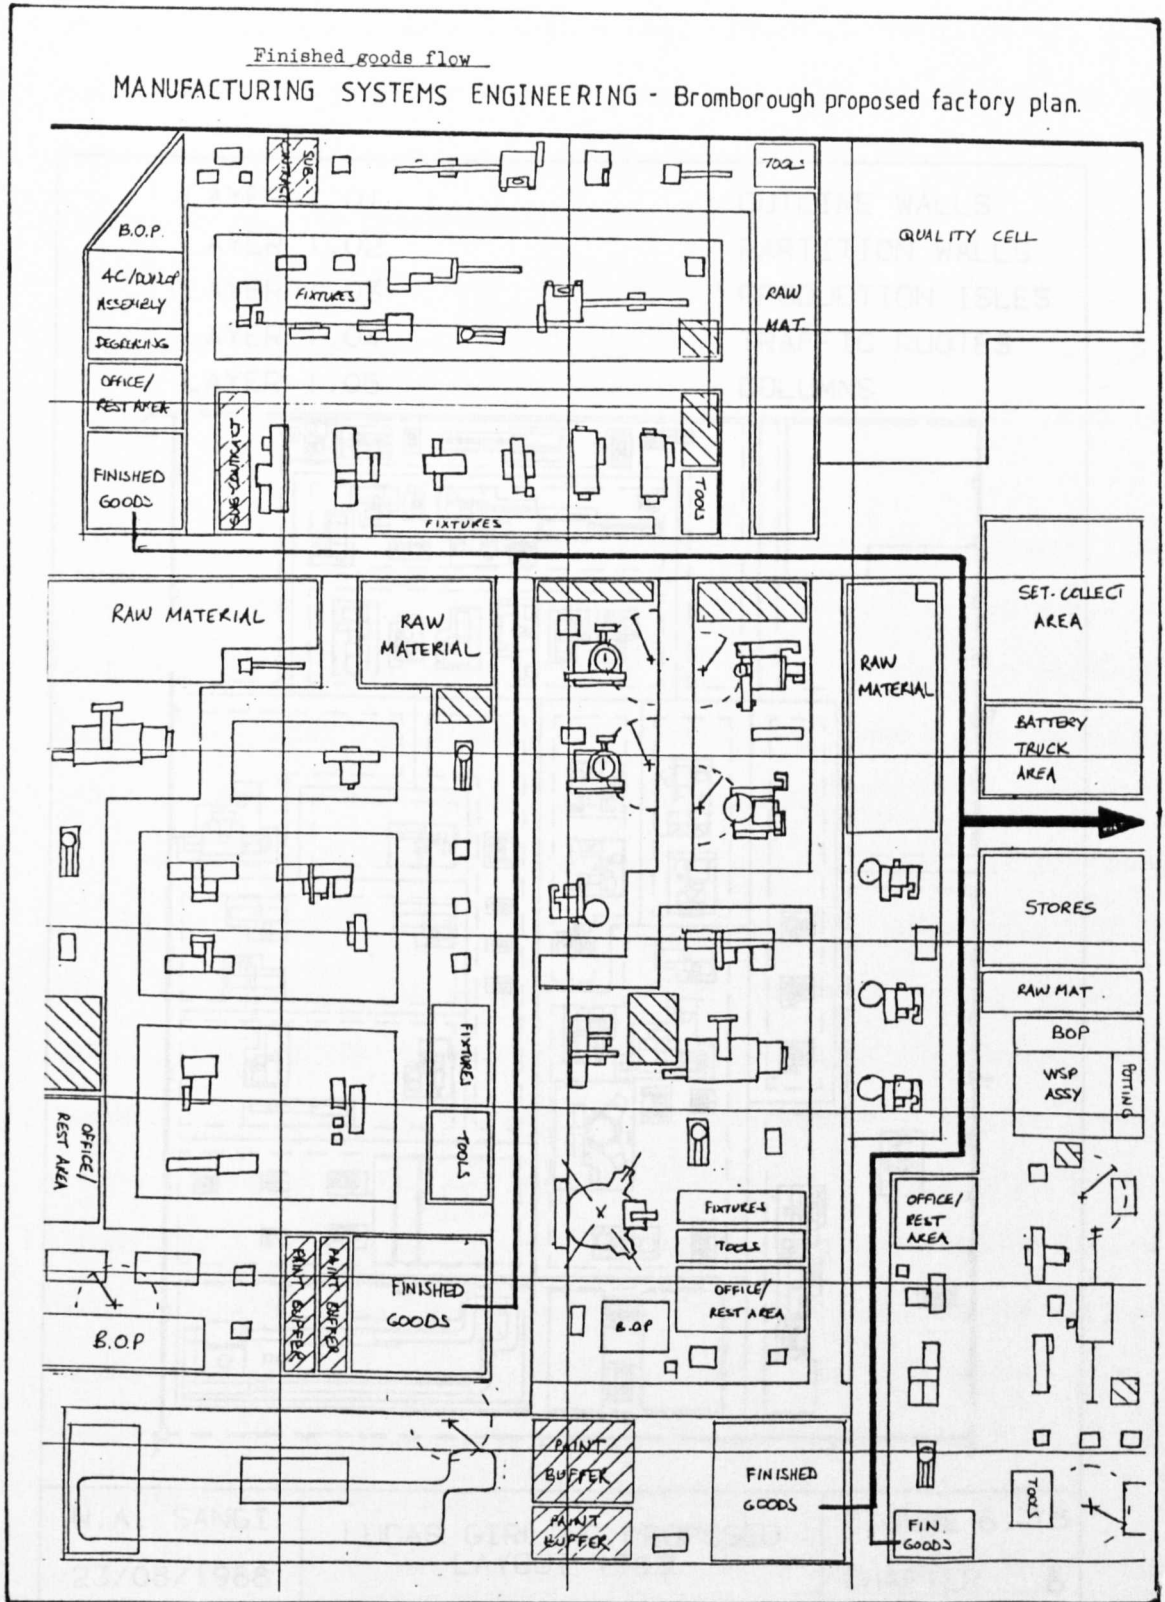 Finished goods flow
MANUFACTURING SYSTEMS ENGINEERING - Bromborough proposed factory plan.
SUB-
CONTRACT
TOOLS
B.O.P.
QUALITY CELL
AC/DUNLOP
ASSEMBLY
FIXTURES
RAW
MAT
DEGREASING
OFFICE/
REST AREA
SUB-CONTRACT
FINISHED
GOODS
TOOLS
FIXTURES
RAW MATERIAL
RAW
MATERIAL
SET-COLLECT
AREA
RAW
MATERIAL
BATTERY
TRUCK
AREA
STORES
RAW MAT
BOP
WSP
ASSY
POTTING
FIXTURES
OFFICE/
REST AREA
TOOLS
FIXTURES
TOOLS
OFFICE/
REST AREA
OFFICE/
REST AREA
PAINT BUFFER
PAINT BUFFER
FINISHED
GOODS
B.O.P
B.O.P
PAINT
BUFFER
PAINT
BUFFER
FINISHED
GOODS
TOOLS
FIN.
GOODS